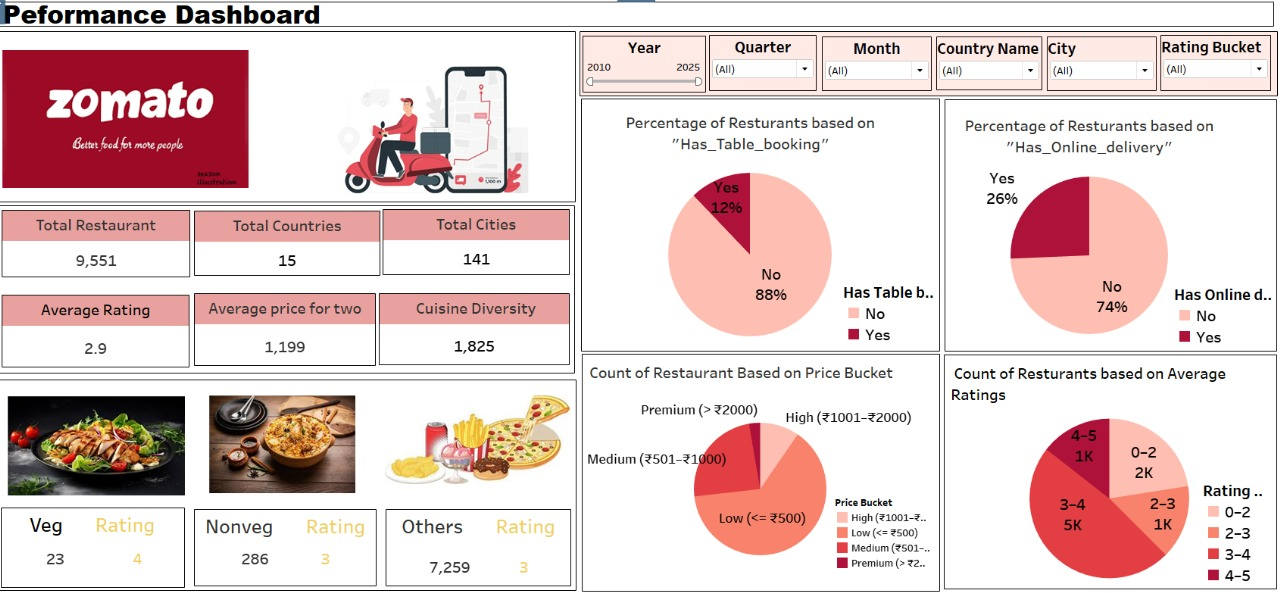 Peformance Dashboard
zomato
Better food for more people
Year
2010 2025
Quarter
(All)
Month
(All)
Country Name
(All)
City
(All)
Rating Bucket
(All)
Total Restaurant
9,551
Total Countries
15
Total Cities
141
Average Rating
2.9
Average price for two
1,199
Cuisine Diversity
1,825
Veg Rating
23 4
Nonveg Rating
286 3
Others Rating
7,259 3
Percentage of Resturants based on
"Has_Table_booking"
Yes
12%
No
88%
Has Table b..
No
Yes
Percentage of Resturants based on
"Has_Online_delivery"
Yes
26%
No
74%
Has Online d..
No
Yes
Count of Restaurant Based on Price Bucket
Premium (> ₹2000)
High (₹1001–₹2000)
Medium (₹501–₹1000)
Low (<= ₹500)
Price Bucket
High (₹1001–₹..
Low (<= ₹500)
Medium (₹501–..
Premium (> ₹2..
Count of Resturants based on Average
Ratings
4–5
1K
0–2
2K
3–4
5K
2–3
1K
Rating ..
0–2
2–3
3–4
4–5